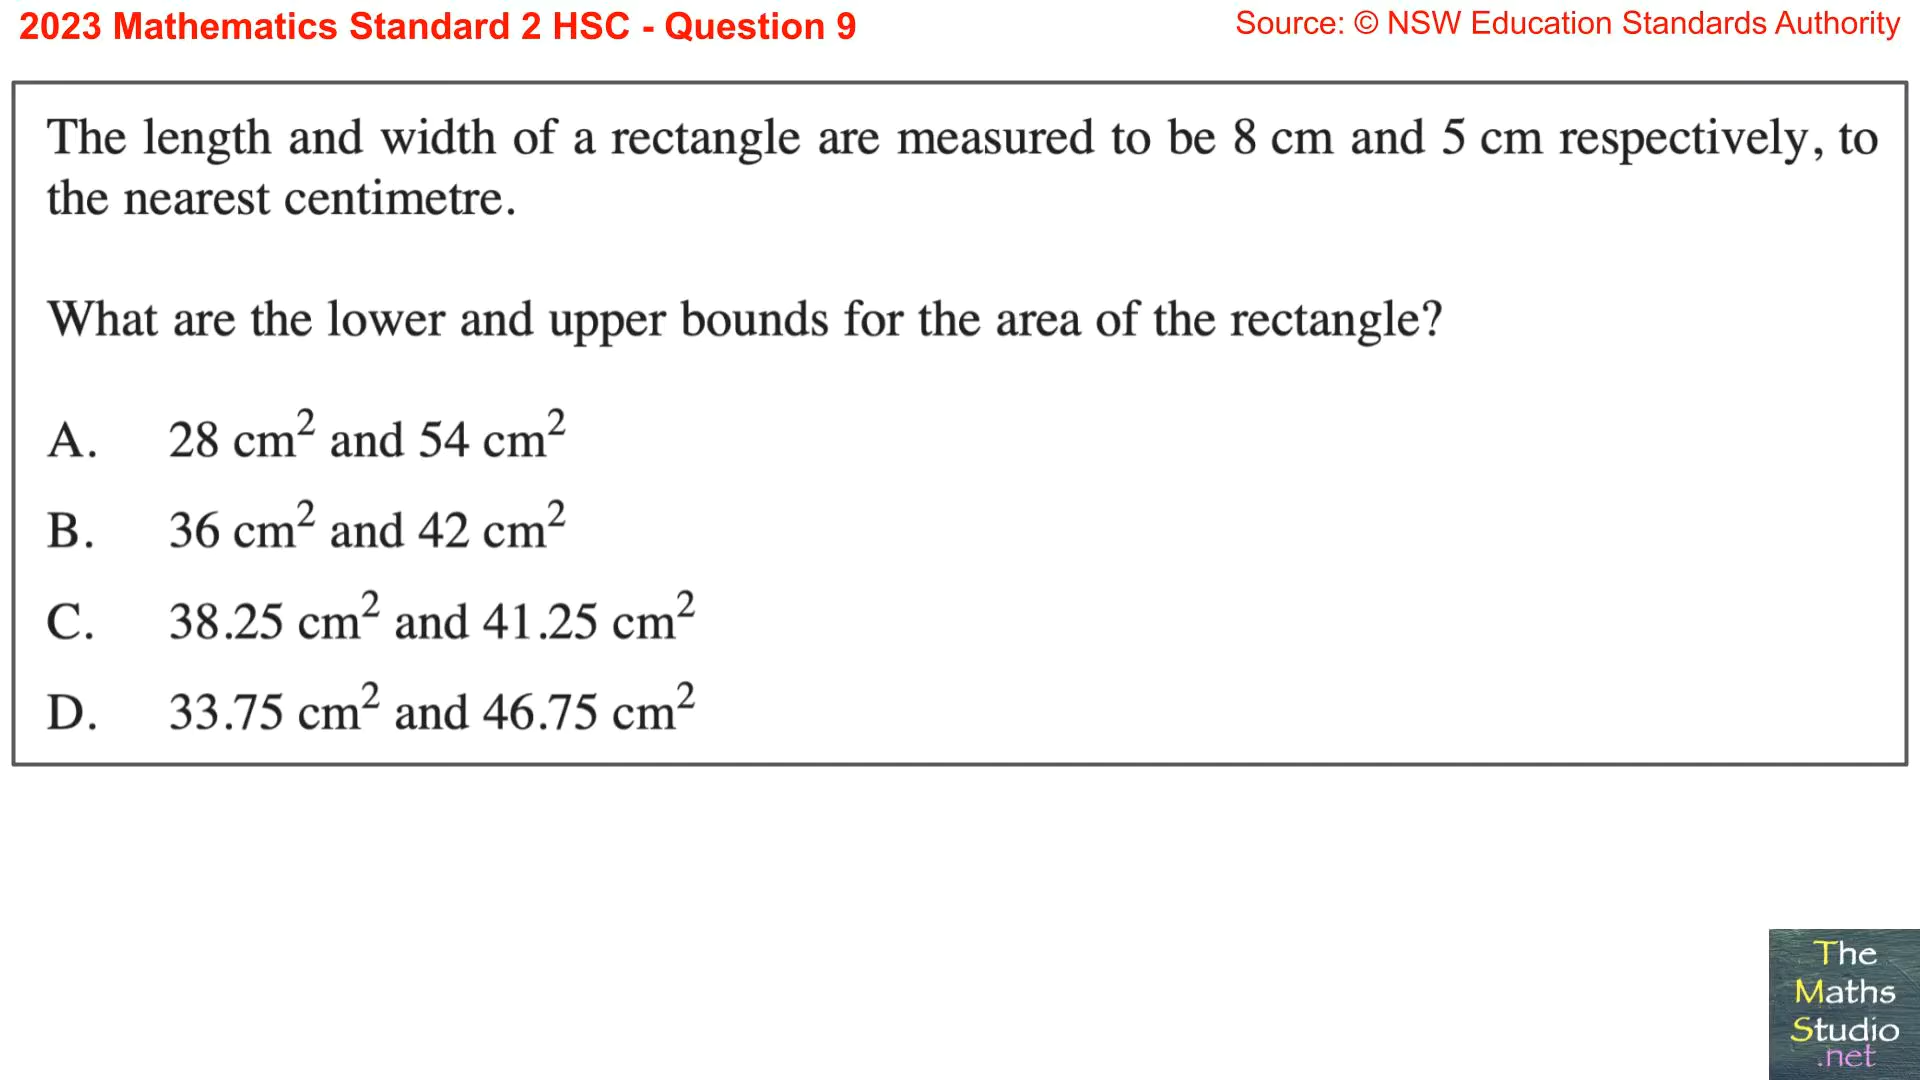 2023 Mathematics Standard 2 HSC - Question 9
Source: © NSW Education Standards Authority
The length and width of a rectangle are measured to be 8 cm and 5 cm respectively, to
the nearest centimetre.
What are the lower and upper bounds for the area of the rectangle?
A. 28 cm² and 54 cm²
B. 36 cm² and 42 cm²
C. 38.25 cm² and 41.25 cm²
D. 33.75 cm² and 46.75 cm²
The
Maths
Studio
.net